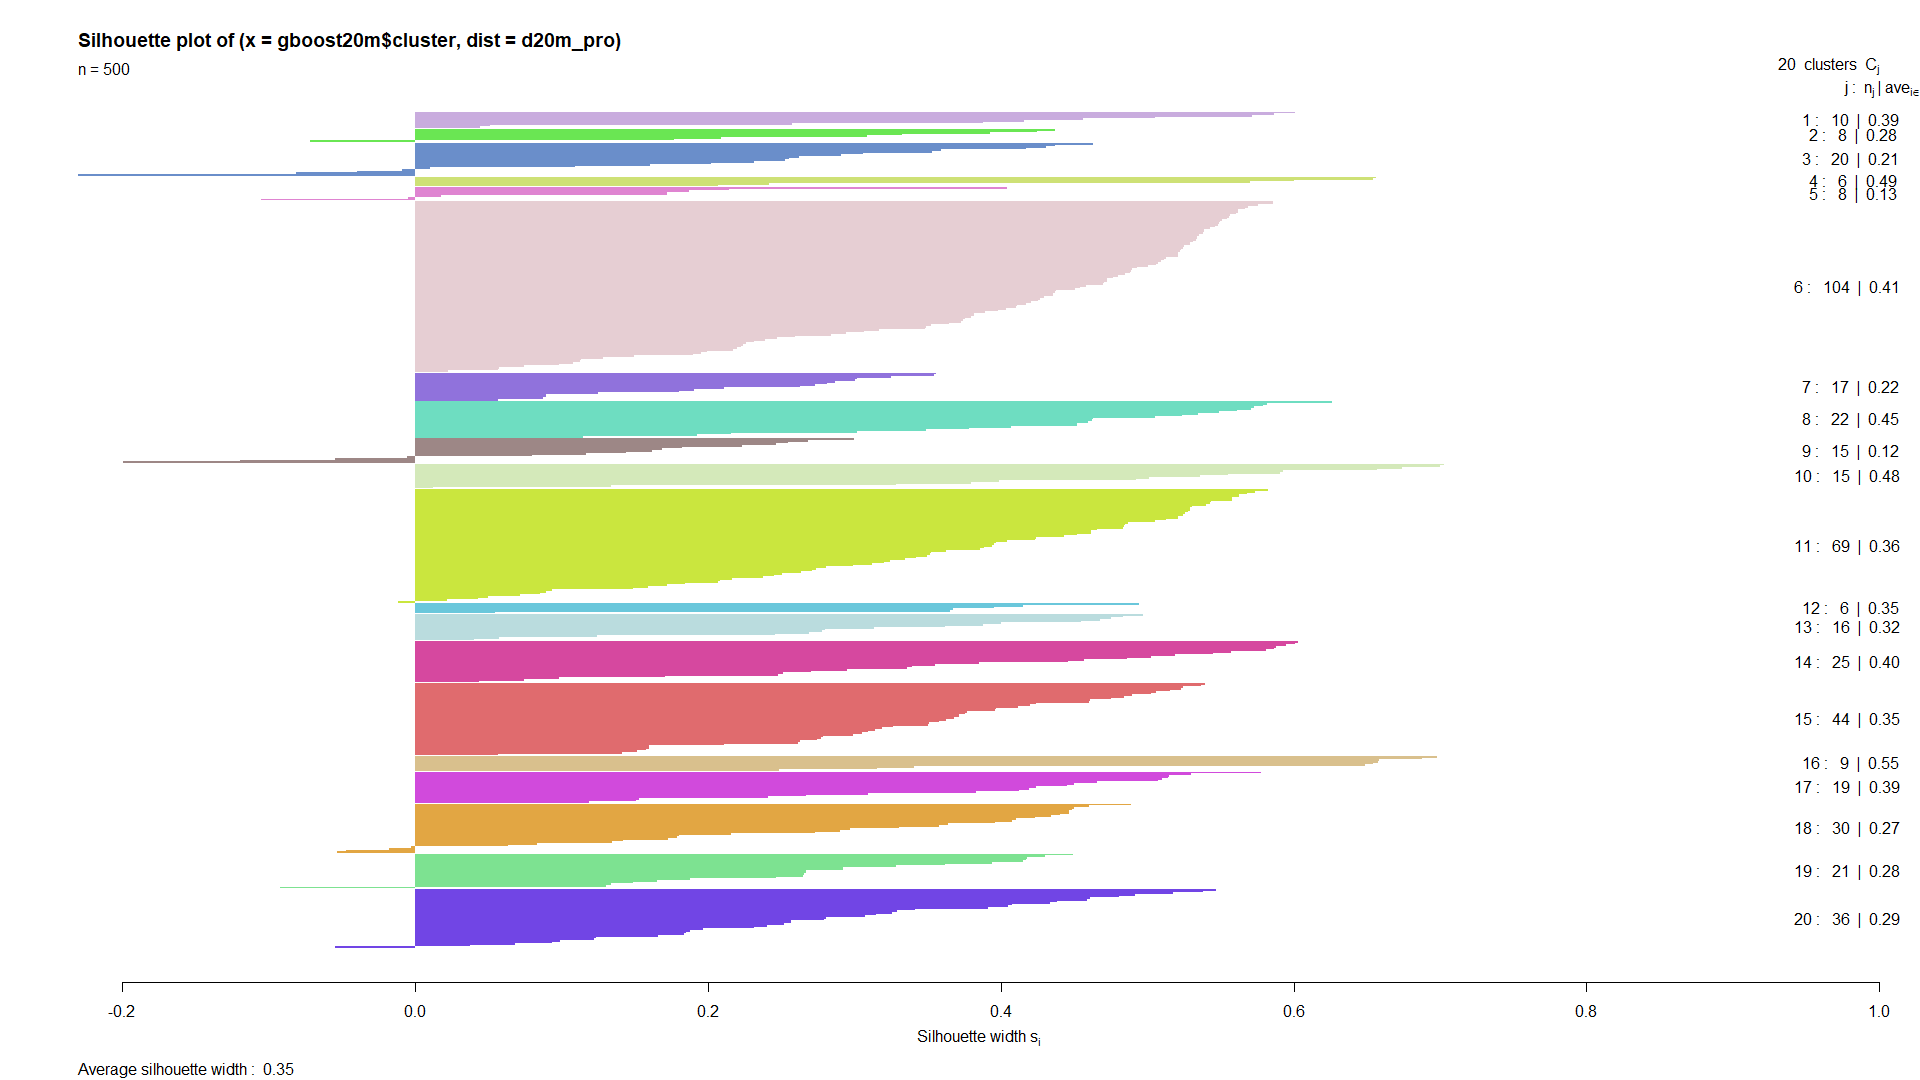 Silhouette plot of (x = gboost20m$cluster, dist = d20m_pro)
n = 500
20 clusters Cj
j : nj | avei∈
1 : 10 | 0.39
2 : 8 | 0.28
3 : 20 | 0.21
4 : 6 | 0.49
5 : 8 | 0.13
6 : 104 | 0.41
7 : 17 | 0.22
8 : 22 | 0.45
9 : 15 | 0.12
10 : 15 | 0.48
11 : 69 | 0.36
12 : 6 | 0.35
13 : 16 | 0.32
14 : 25 | 0.40
15 : 44 | 0.35
16 : 9 | 0.55
17 : 19 | 0.39
18 : 30 | 0.27
19 : 21 | 0.28
20 : 36 | 0.29
-0.2 0.0 0.2 0.4 0.6 0.8 1.0
Silhouette width si
Average silhouette width : 0.35